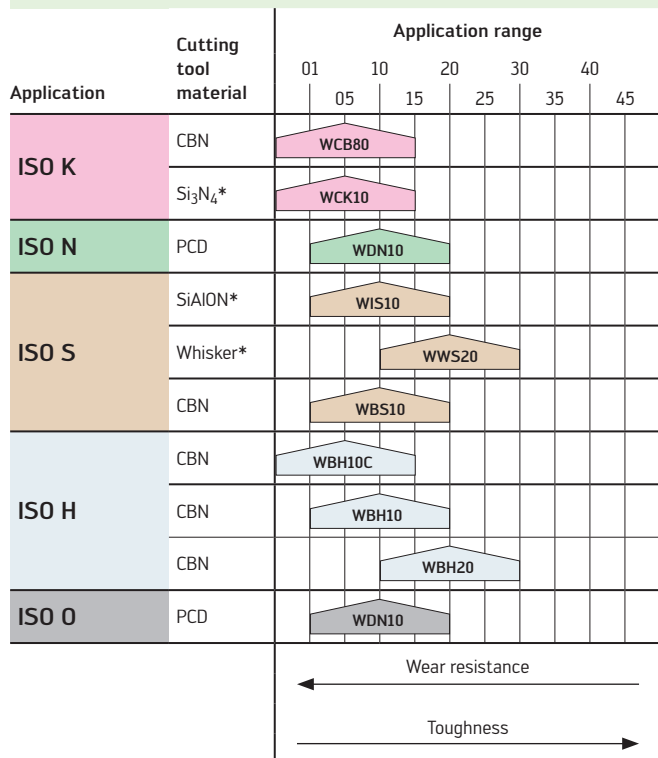 Application
Cutting
tool
material
Application range
01 10 20 30 40
05 15 25 35 45
ISO K
CBN WCB80
Si₃N₄* WCK10
ISO N PCD WDN10
ISO S
SiAlON* WIS10
Whisker* WWS20
CBN WBS10
ISO H
CBN WBH10C
CBN WBH10
CBN WBH20
ISO O PCD WDN10
Wear resistance
Toughness